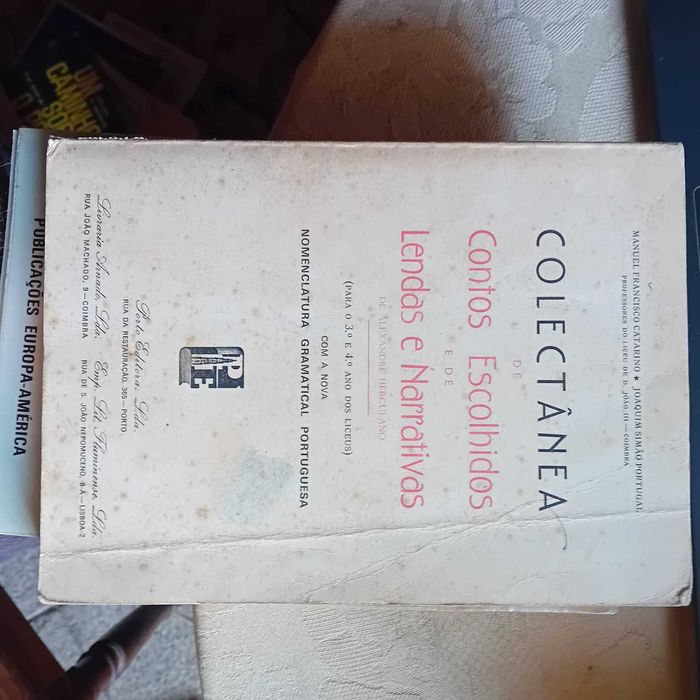 MANUEL FRANCISCO CATARINO ★ JOAQUIM SIMÃO PORTUGAL
PROFESSORES DO LICEU DE D. JOÃO III — COIMBRA
COLECTÂNEA
DE
Contos Escolhidos
E DE
Lendas e Narrativas
DE ALEXANDRE HERCULANO
(PARA O 3.º E 4.º ANO DOS LICEUS)
COM A NOVA
NOMENCLATURA GRAMATICAL PORTUGUESA
PE
Porto Editora, Lda.
RUA DA RESTAURAÇÃO, 365 — PORTO
Livraria Arnado, Lda.
RUA JOÃO MACHADO, 9 — COIMBRA
Emp. Lit. Fluminense, Lda.
RUA DE S. JOÃO NEPOMUCENO, 8-A — LISBOA-2
PUBLICAÇÕES EUROPA-AMÉRICA
UM